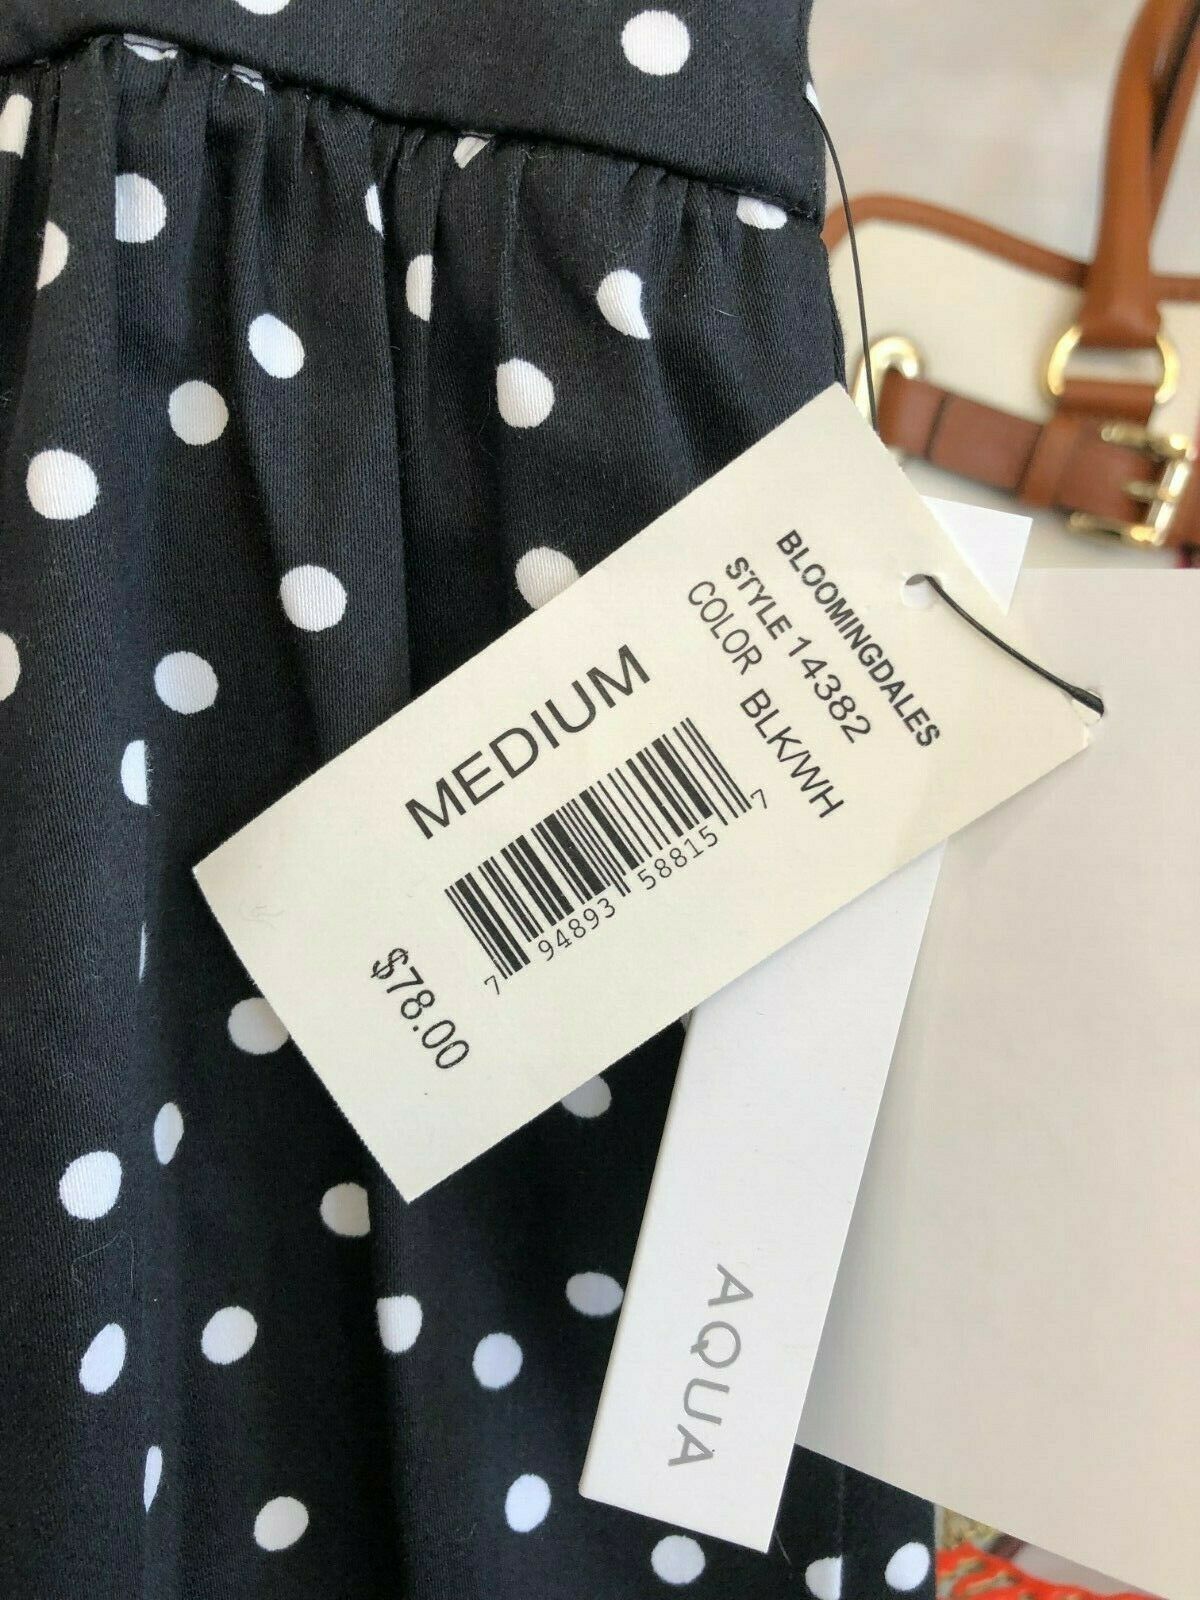 BLOOMINGDALES
STYLE 14382
COLOR BLK/WH
MEDIUM
7 94893 58815 7
$78.00
AQUA